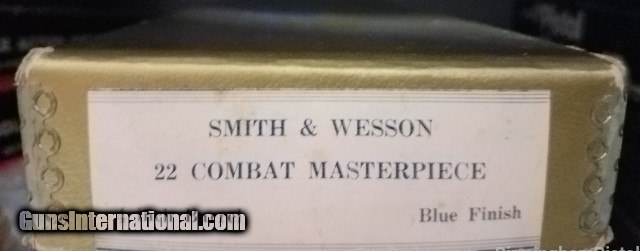 SMITH & WESSON
22 COMBAT MASTERPIECE
Blue Finish
GunsInternational.com